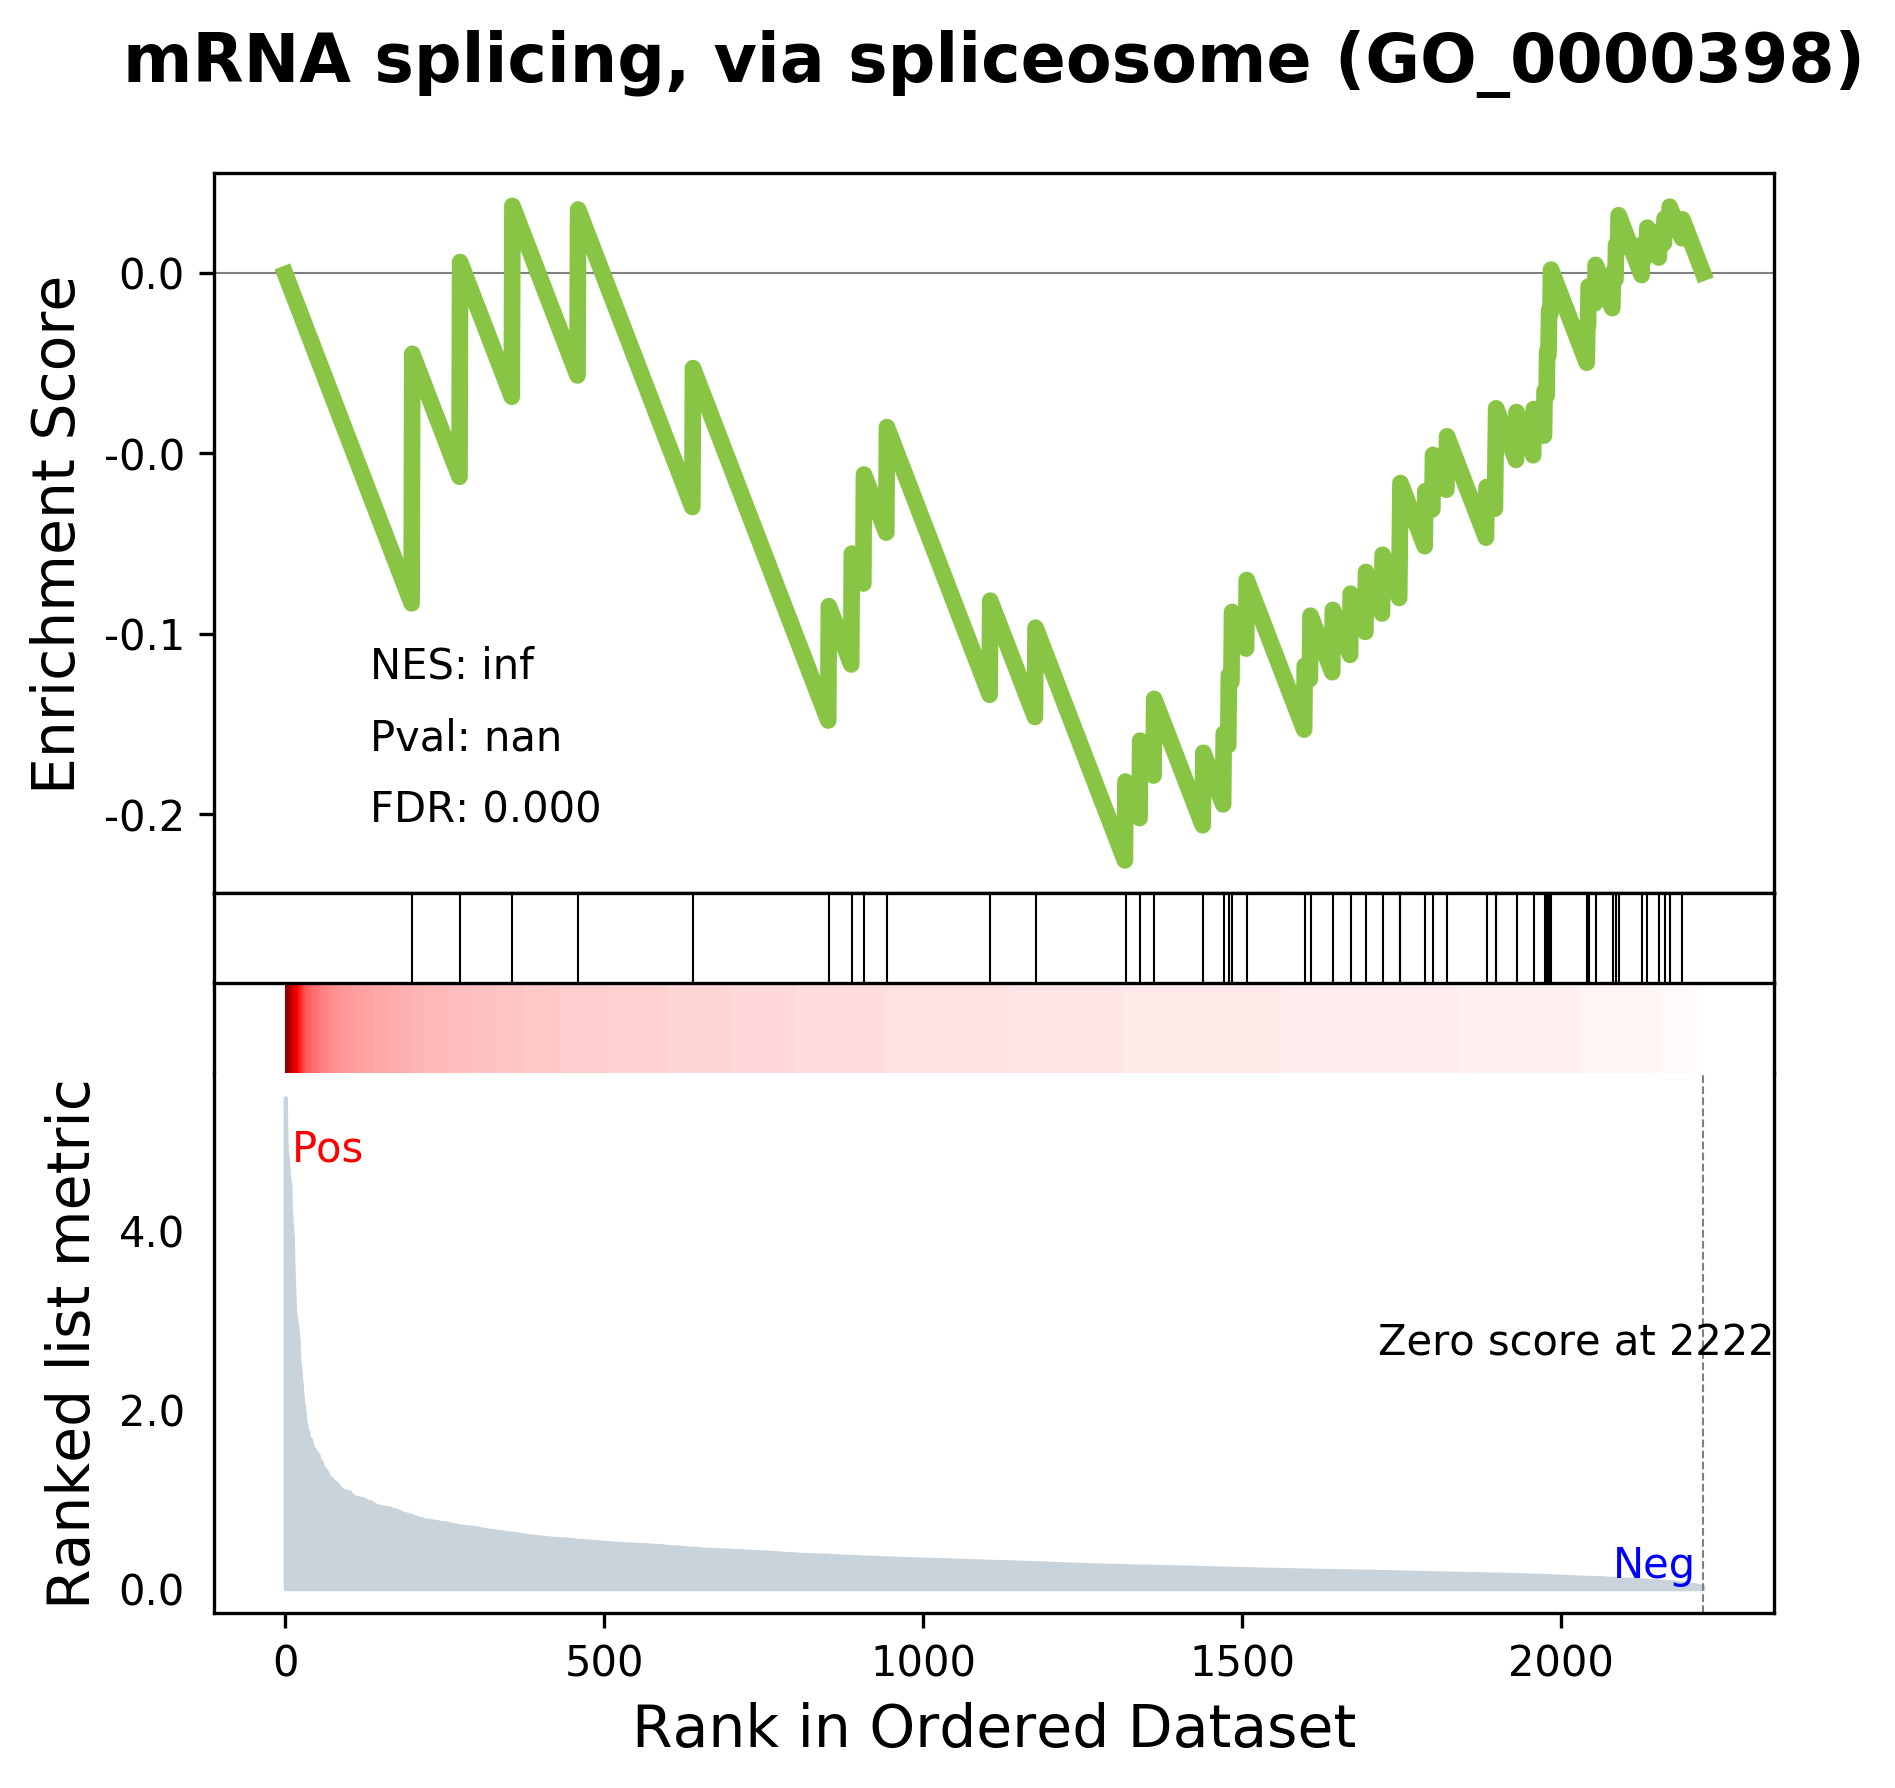 mRNA splicing, via spliceosome (GO_0000398)
Enrichment Score
0.0
-0.0
-0.1
-0.2
NES: inf
Pval: nan
FDR: 0.000
Ranked list metric
Pos
4.0
2.0
0.0
Zero score at 2222
Neg
0 500 1000 1500 2000
Rank in Ordered Dataset